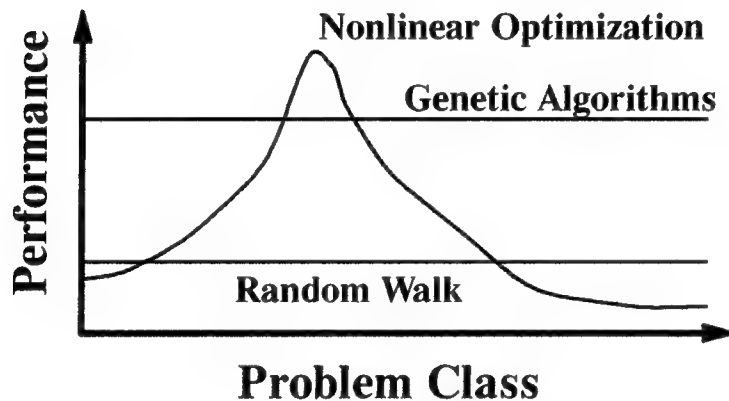 Nonlinear Optimization
Genetic Algorithms
Performance
Random Walk
Problem Class